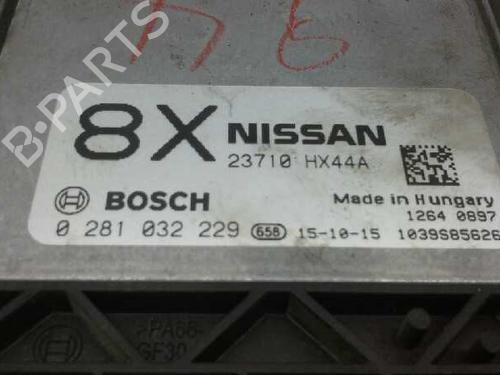 B-PARTS
8X NISSAN
23710 HX44A
BOSCH
Made in Hungary
1264 0897
0 281 032 229 658 15-10-15 1039S85626
>PA66-
GF30